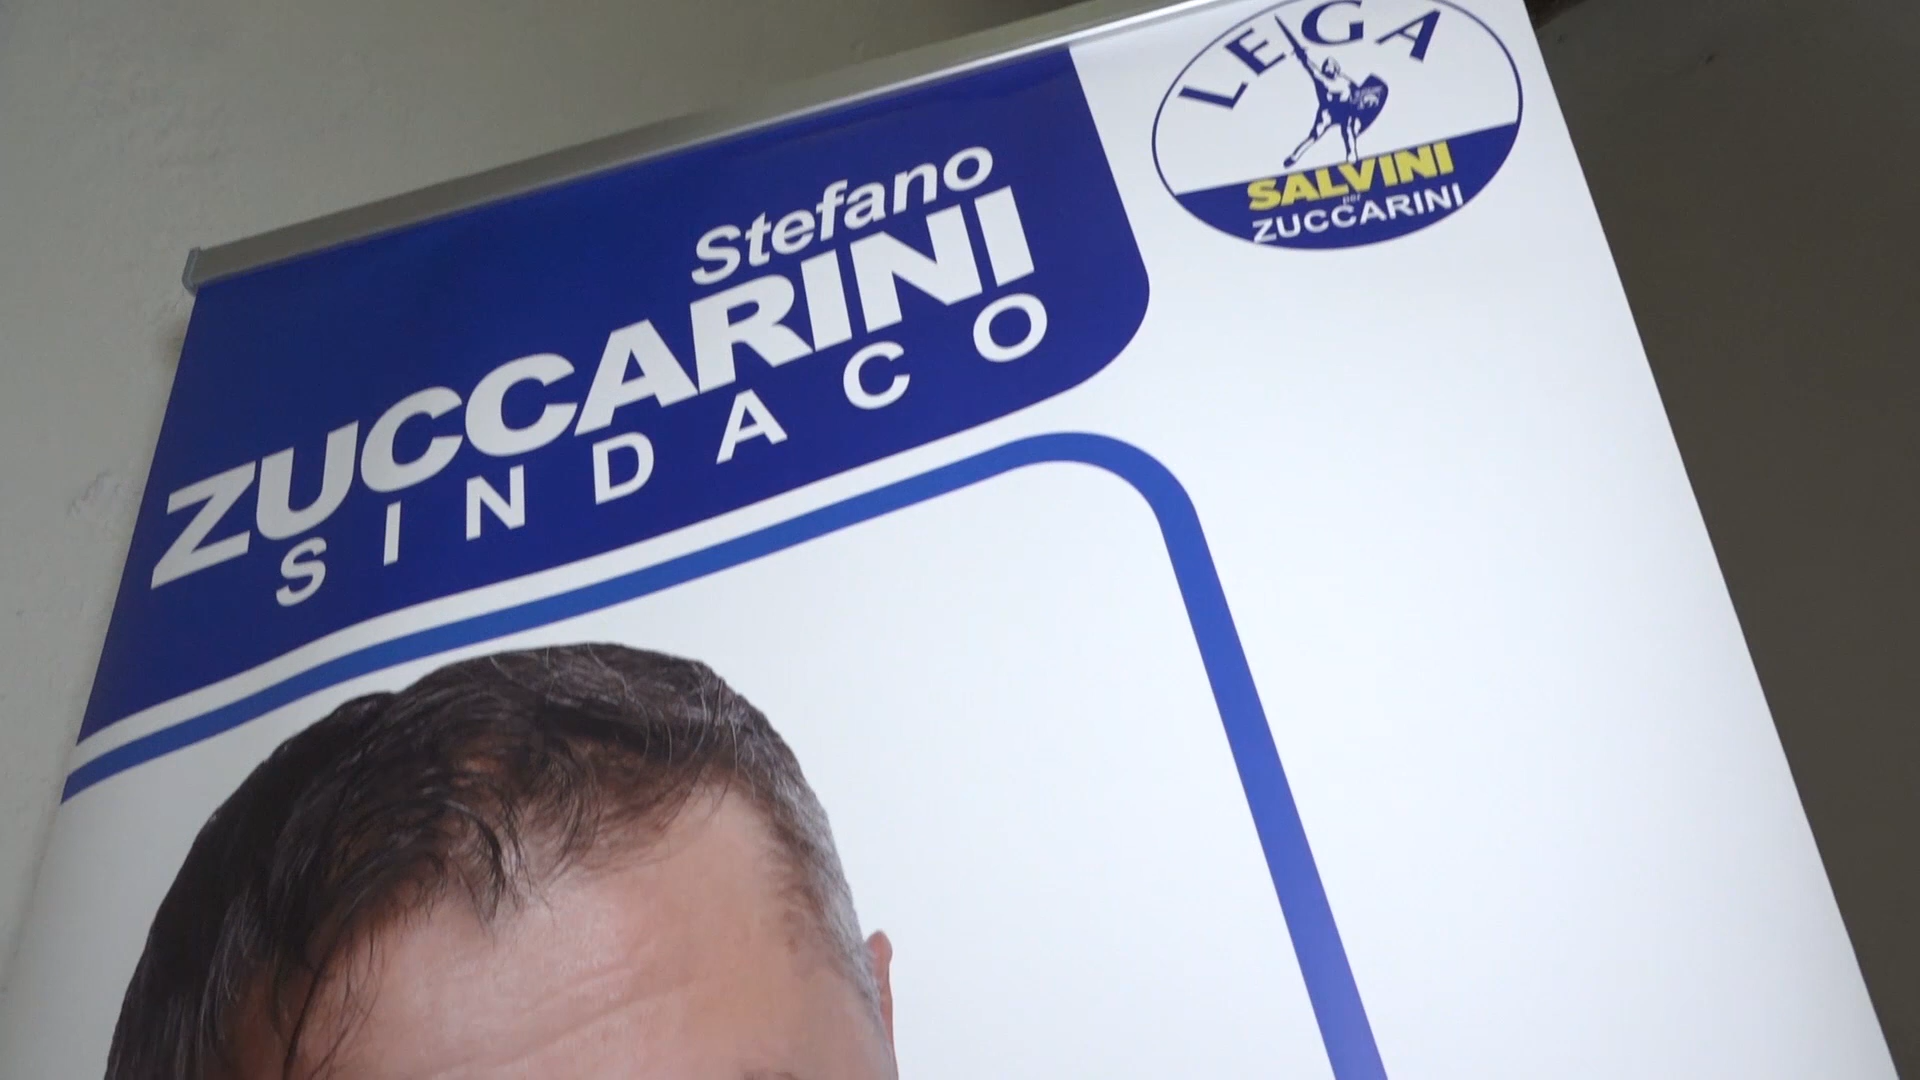 Stefano
ZUCCARINI
SINDACO
LEGA
SALVINI
per
ZUCCARINI